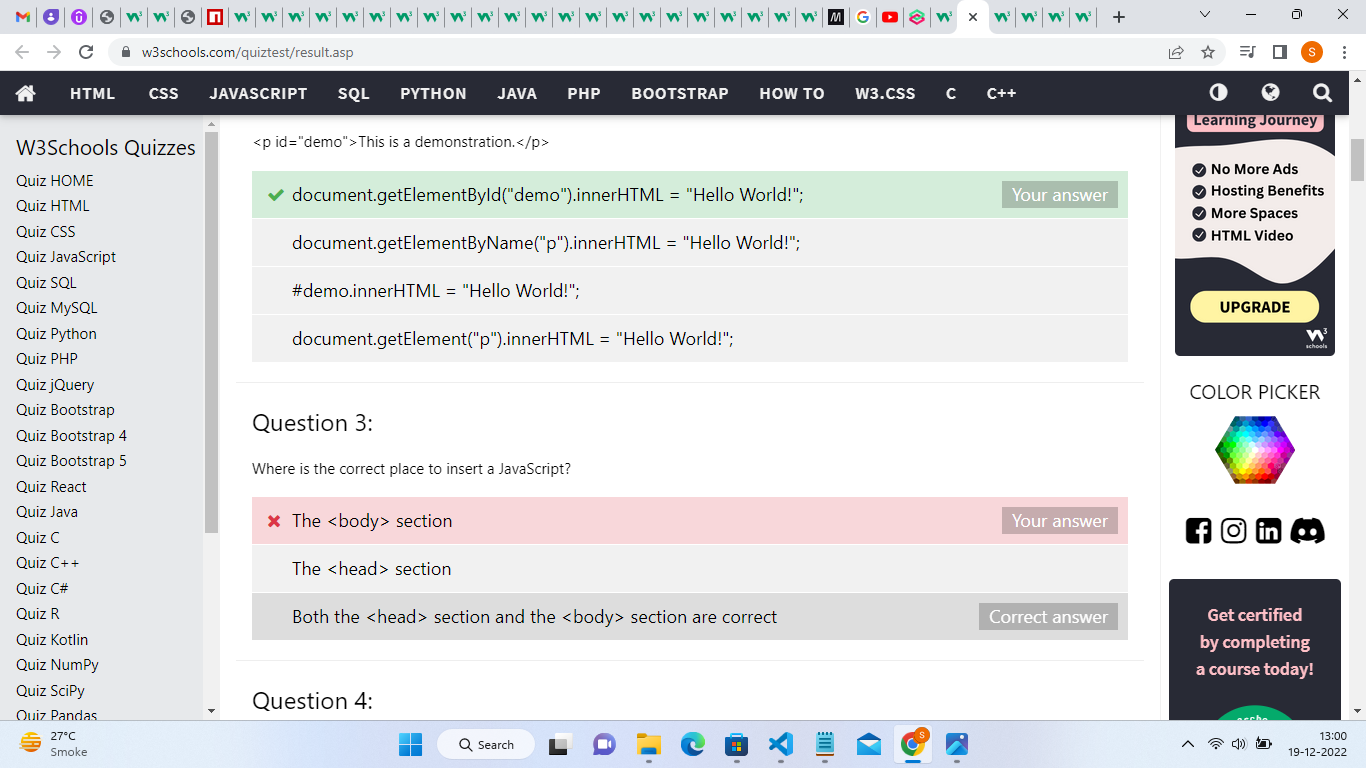 w3schools.com/quiztest/result.asp
S
HTML CSS JAVASCRIPT SQL PYTHON JAVA PHP BOOTSTRAP HOW TO W3.CSS C C++
W3Schools Quizzes
Quiz HOME
Quiz HTML
Quiz CSS
Quiz JavaScript
Quiz SQL
Quiz MySQL
Quiz Python
Quiz PHP
Quiz jQuery
Quiz Bootstrap
Quiz Bootstrap 4
Quiz Bootstrap 5
Quiz React
Quiz Java
Quiz C
Quiz C++
Quiz C#
Quiz R
Quiz Kotlin
Quiz NumPy
Quiz SciPy
Quiz Pandas
<p id="demo">This is a demonstration.</p>
document.getElementById("demo").innerHTML = "Hello World!"; Your answer
document.getElementByName("p").innerHTML = "Hello World!";
#demo.innerHTML = "Hello World!";
document.getElement("p").innerHTML = "Hello World!";
Question 3:
Where is the correct place to insert a JavaScript?
The <body> section Your answer
The <head> section
Both the <head> section and the <body> section are correct Correct answer
Question 4:
Learning Journey
No More Ads
Hosting Benefits
More Spaces
HTML Video
UPGRADE
W3
schools
COLOR PICKER
Get certified
by completing
a course today!
27°C
Smoke
Search
S
13:00
19-12-2022